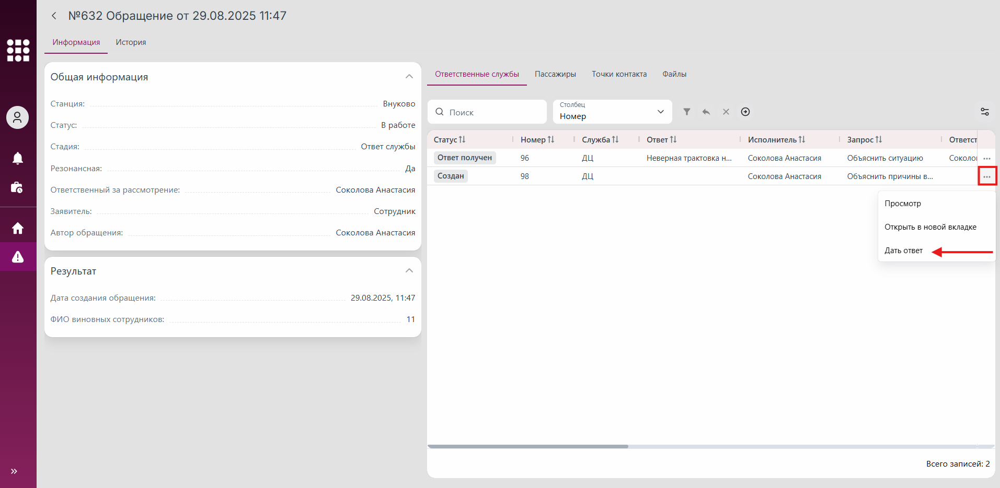 №632 Обращение от 29.08.2025 11:47
Информация
История
Общая информация
Станция: Внуково
Статус: В работе
Стадия: Ответ службы
Резонансная: Да
Ответственный за рассмотрение: Соколова Анастасия
Заявитель: Сотрудник
Автор обращения: Соколова Анастасия
Результат
Дата создания обращения: 29.08.2025, 11:47
ФИО виновных сотрудников: 11
Ответственные службы Пассажиры Точки контакта Файлы
Поиск
Столбец
Номер
Статус Номер Служба Ответ Исполнитель Запрос Ответст
Ответ получен 96 ДЦ Неверная трактовка н... Соколова Анастасия Объяснить ситуацию Соколо
Создан 98 ДЦ Соколова Анастасия Объяснить причины в...
Просмотр
Открыть в новой вкладке
Дать ответ
Всего записей: 2